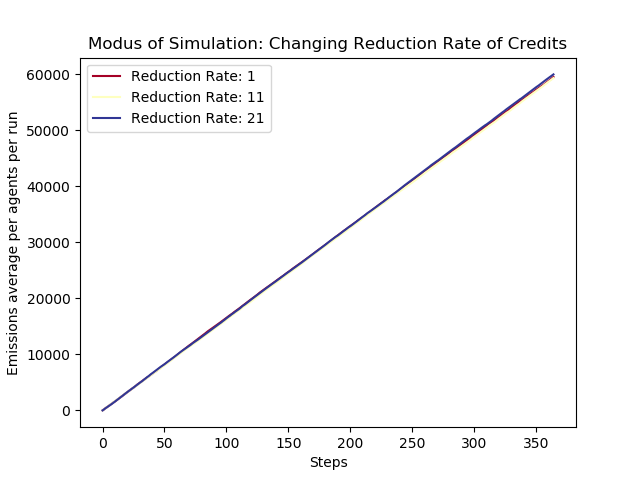 Modus of Simulation: Changing Reduction Rate of Credits
Reduction Rate: 1
Reduction Rate: 11
Reduction Rate: 21
Emissions average per agents per run
60000
50000
40000
30000
20000
10000
0
0 50 100 150 200 250 300 350
Steps